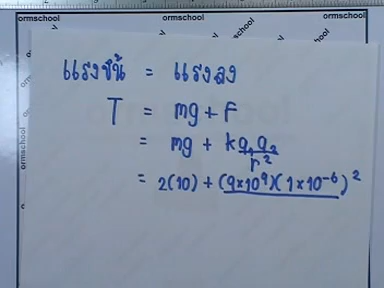 ormschool ormschool ormschool
แรงขึ้น = แรงลง
T = mg + F
= mg + kq₁q₂
r²
= 2(10) + (9×10⁹)(1×10⁻⁶)²